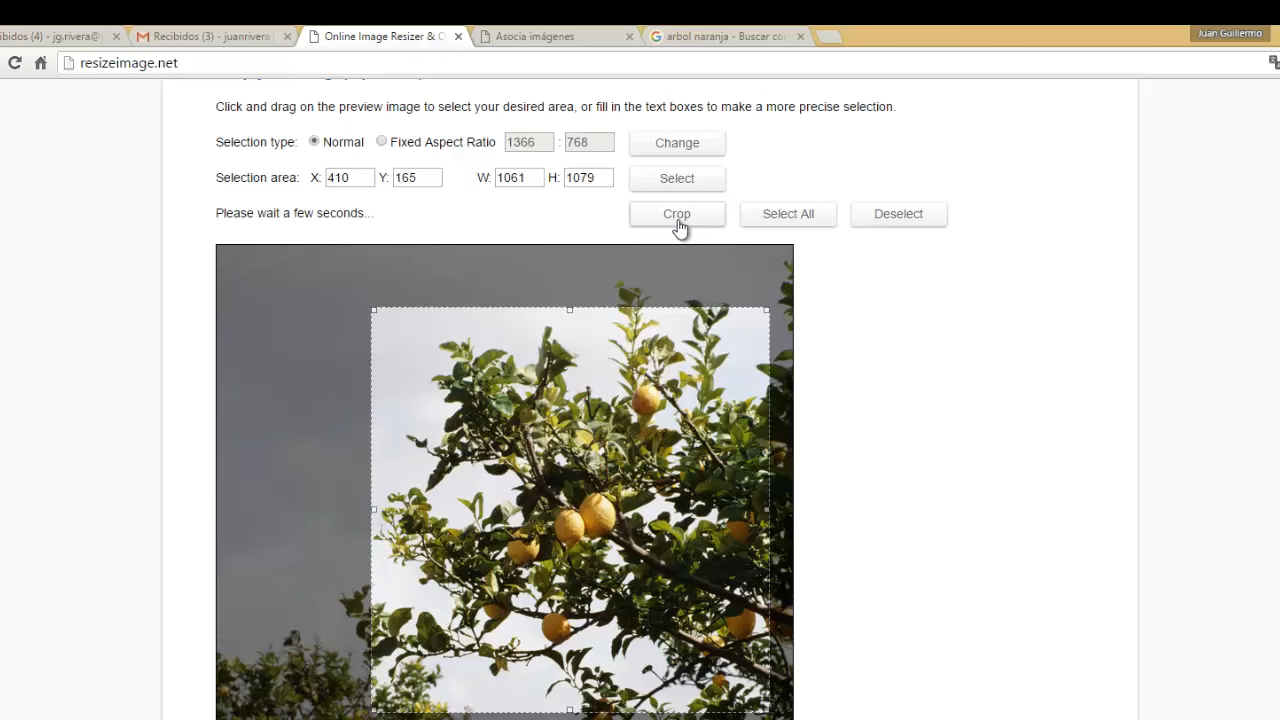 ibidos (4) - jg.rivera@
Recibidos (3) - juanrivera
Online Image Resizer & C
Asocia imágenes
arbol naranja - Buscar co
Juan Guillermo
resizeimage.net
Click and drag on the preview image to select your desired area, or fill in the text boxes to make a more precise selection.
Selection type: Normal Fixed Aspect Ratio 1366 : 768 Change
Selection area: X: 410 Y: 165 W: 1061 H: 1079 Select
Please wait a few seconds... Crop Select All Deselect